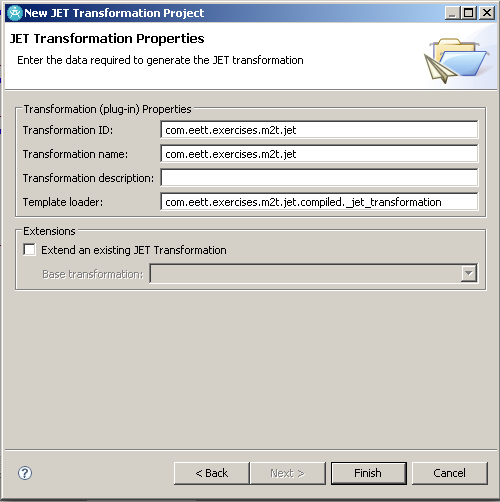 New JET Transformation Project
JET Transformation Properties
Enter the data required to generate the JET transformation
Transformation (plug-in) Properties
Transformation ID: com.eett.exercises.m2t.jet
Transformation name: com.eett.exercises.m2t.jet
Transformation description:
Template loader: com.eett.exercises.m2t.jet.compiled._jet_transformation
Extensions
Extend an existing JET Transformation
Base transformation:
? < Back Next > Finish Cancel